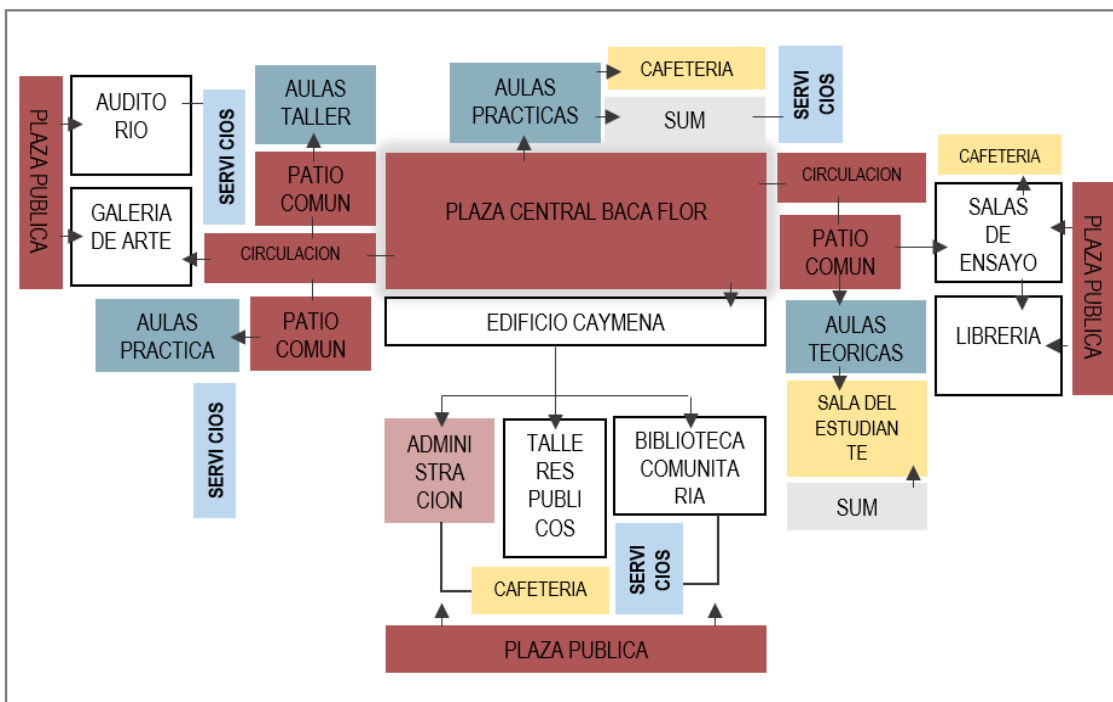 PLAZA PUBLICA
AUDITO
RIO
SERVI CIOS
GALERIA
DE ARTE
AULAS
TALLER
PATIO
COMUN
CIRCULACION
PATIO
COMUN
AULAS
PRACTICA
SERVI CIOS
AULAS
PRACTICAS
CAFETERIA
SUM
SERVI
CIOS
PLAZA CENTRAL BACA FLOR
EDIFICIO CAYMENA
ADMINI
STRA
CION
TALLE
RES
PUBLI
COS
BIBLIOTECA
COMUNITA
RIA
CAFETERIA
SERVI
CIOS
PLAZA PUBLICA
CIRCULACION
PATIO
COMUN
AULAS
TEORICAS
SALA DEL
ESTUDIAN
TE
SUM
CAFETERIA
SALAS
DE
ENSAYO
LIBRERIA
PLAZA PUBLICA